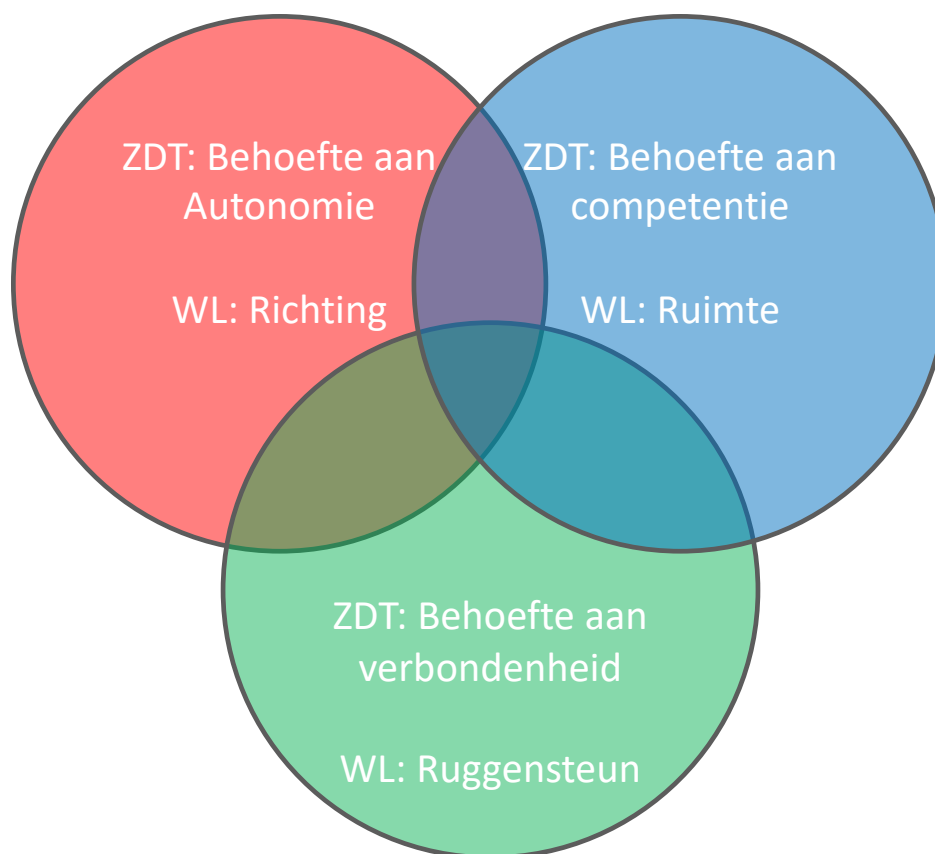 ZDT: Behoefte aan
Autonomie
WL: Richting
ZDT: Behoefte aan
competentie
WL: Ruimte
ZDT: Behoefte aan
verbondenheid
WL: Ruggensteun